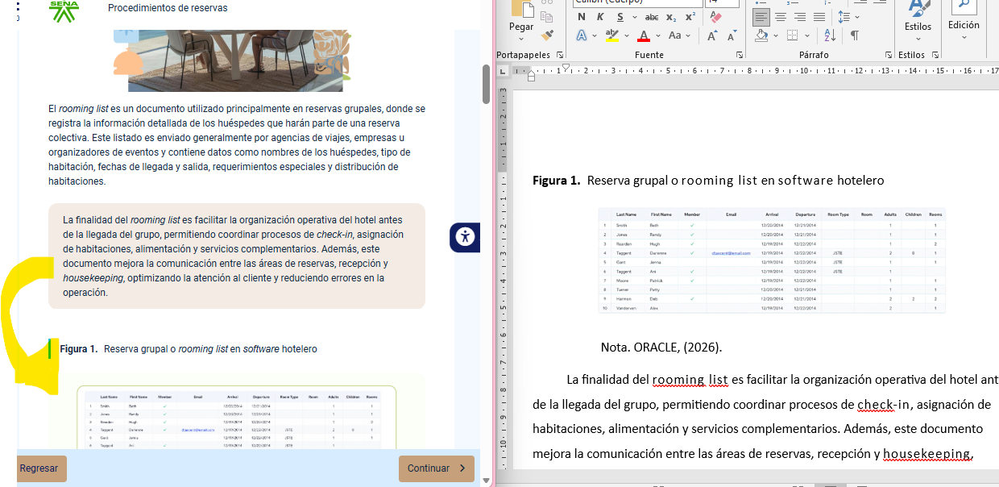 SENA
Procedimientos de reservas
El rooming list es un documento utilizado principalmente en reservas grupales, donde se
registra la información detallada de los huéspedes que harán parte de una reserva
colectiva. Este listado es enviado generalmente por agencias de viajes, empresas u
organizadores de eventos y contiene datos como nombres de los huéspedes, tipo de
habitación, fechas de llegada y salida, requerimientos especiales y distribución de
habitaciones.
La finalidad del rooming list es facilitar la organización operativa del hotel antes
de la llegada del grupo, permitiendo coordinar procesos de check-in, asignación
de habitaciones, alimentación y servicios complementarios. Además, este
documento mejora la comunicación entre las áreas de reservas, recepción y
housekeeping, optimizando la atención al cliente y reduciendo errores en la
operación.
Figura 1. Reserva grupal o rooming list en software hotelero
Last Name First Name Member Email Arrival Departure Room Type Room Adults Children Rooms
1 Smith Beth ✓ 12/20/2014 12/21/2014 1 1
2 Jones Randy ✓ 12/20/2014 12/21/2014 1 1
3 Rearden Hugh ✓ 12/19/2014 12/22/2014 1 2
4 Taggent Darienne ✓ dtascent@email.com 12/19/2014 12/22/2014 JSTE 2 0 1
5 Gant Jenna 12/19/2014 12/22/2014 JSTE 1 1
6 Taggent Ani ✓ 12/19/2014 12/22/2014 JSTE 1
Regresar
Continuar
Pegar
Portapapeles
Calibri (Cuerpo)
14
N K S abc x₂ x²
A aby A Aa A A
Fuente
Párrafo
Estilos
Estilos
Edición
1 2 3 4 5 6 7 8 9 10 11 12 13 14 15 16 17
3 2 1 1 2 3 4 5 6 7 8 9 10
Figura 1. Reserva grupal o rooming list en software hotelero
Last Name First Name Member Email Arrival Departure Room Type Room Adults Children Rooms
1 Smith Beth ✓ 12/20/2014 12/21/2014 1 1
2 Jones Randy ✓ 12/20/2014 12/21/2014 1 1
3 Rearden Hugh ✓ 12/19/2014 12/22/2014 1 2
4 Taggent Darienne ✓ dtascent@email.com 12/19/2014 12/22/2014 JSTE 2 0 1
5 Gant Jenna 12/19/2014 12/22/2014 JSTE 1 1
6 Taggent Ani ✓ 12/19/2014 12/22/2014 JSTE 1
7 Moore Patrick ✓ 12/19/2014 12/22/2014 1 1
8 Turner Patty 12/20/2014 12/21/2014 1 1
9 Harmon Deb ✓ 12/20/2014 12/21/2014 2 2 2
10 Vanderven Alex 12/19/2014 12/22/2014 2 1
Nota. ORACLE, (2026).
La finalidad del rooming list es facilitar la organización operativa del hotel ant
de la llegada del grupo, permitiendo coordinar procesos de check-in, asignación de
habitaciones, alimentación y servicios complementarios. Además, este documento
mejora la comunicación entre las áreas de reservas, recepción y housekeeping,